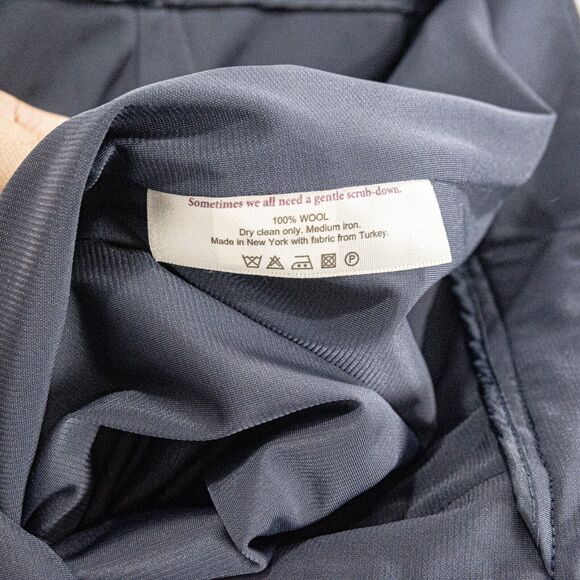 Sometimes we all need a gentle scrub-down.
100% WOOL
Dry clean only. Medium iron.
Made in New York with fabric from Turkey.
P